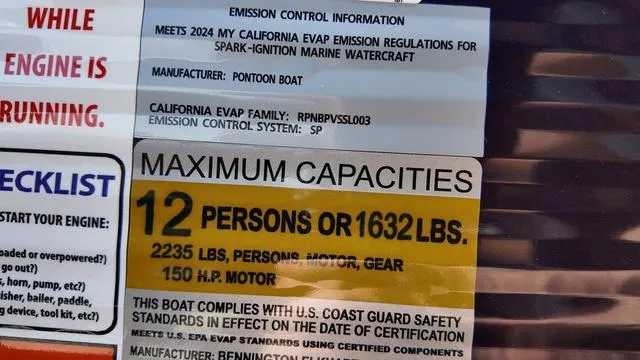 WHILE
ENGINE IS
RUNNING.
ECKLIST
START YOUR ENGINE:
oaded or overpowered?)
go out?)
s, horn, pump, etc?)
isher, bailer, paddle,
g device, tool kit, etc?)
EMISSION CONTROL INFORMATION
MEETS 2024 MY CALIFORNIA EVAP EMISSION REGULATIONS FOR
SPARK-IGNITION MARINE WATERCRAFT
MANUFACTURER: PONTOON BOAT
CALIFORNIA EVAP FAMILY: RPNBPVSSL003
EMISSION CONTROL SYSTEM: SP
MAXIMUM CAPACITIES
12 PERSONS OR 1632 LBS.
2235 LBS, PERSONS, MOTOR, GEAR
150 H.P. MOTOR
THIS BOAT COMPLIES WITH U.S. COAST GUARD SAFETY
STANDARDS IN EFFECT ON THE DATE OF CERTIFICATION
MEETS U.S. EPA EVAP STANDARDS USING CERTIFIED COMPONENTS
MANUFACTURER: BENNINGTON